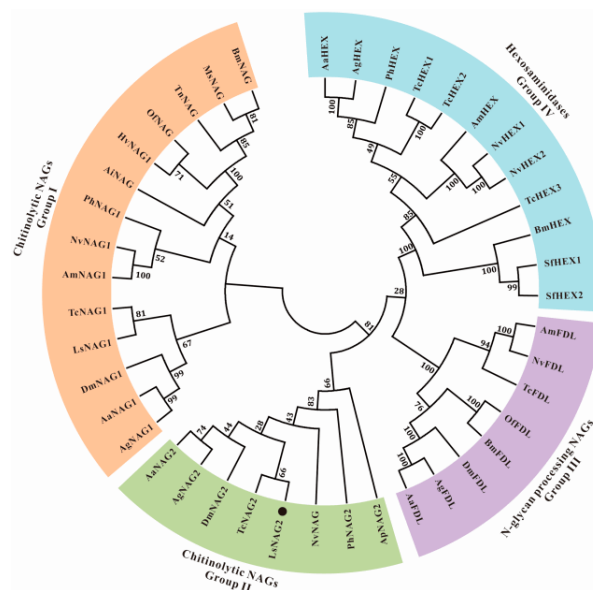 Chitinolytic NAGs
Group I
BmNAG
MsNAG
TnNAG
OfNAG
HvNAG1
AiNAG
PhNAG1
NvNAG1
AmNAG1
TcNAG1
LsNAG1
DmNAG1
AaNAG1
AgNAG1
81
85
100
71
51
14
52
100
81
67
99
99
Hexosaminidases
Group IV
AaHEX
AgHEX
PhHEX
TcHEX1
TcHEX2
AmHEX
NvHEX1
NvHEX2
TcHEX3
BmHEX
SfHEX1
SfHEX2
100
85
49
100
55
100
100
85
100
100
99
28
81
N-glycan processing NAGs
Group III
AmFDL
NvFDL
TcFDL
OfFDL
BmFDL
DmFDL
AgFDL
AaFDL
100
94
100
76
100
100
100
Chitinolytic NAGs
Group II
AaNAG2
AgNAG2
DmNAG2
TcNAG2
LsNAG2
NvNAG
PhNAG2
ApNAG2
74
44
28
66
43
83
66